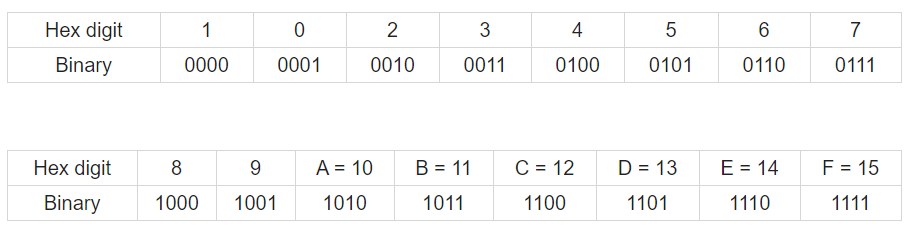 Hex digit 1 0 2 3 4 5 6 7
Binary 0000 0001 0010 0011 0100 0101 0110 0111
Hex digit 8 9 A = 10 B = 11 C = 12 D = 13 E = 14 F = 15
Binary 1000 1001 1010 1011 1100 1101 1110 1111